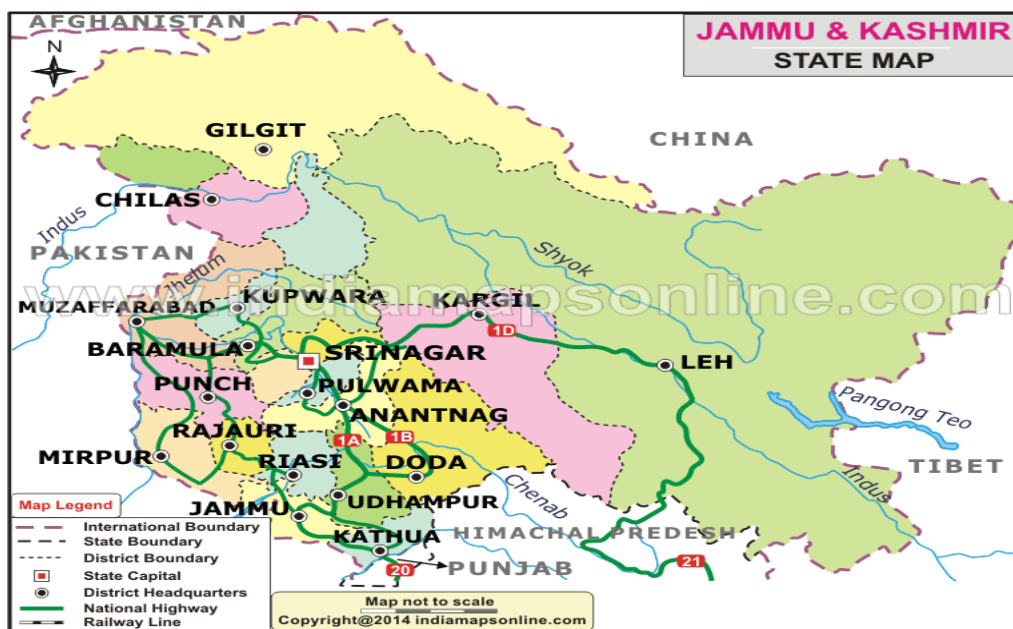 AFGHANISTAN
JAMMU & KASHMIR
STATE MAP
N
GILGIT
CHINA
CHILAS
Indus
PAKISTAN
Shyok
Jhelum
www.indiamapsonline.com
MUZAFFARABAD
KUPWARA
KARGIL
1D
BARAMULA
SRINAGAR
LEH
PUNCH
PULWAMA
ANANTNAG
Pangong Teo
RAJAURI
1A
1B
MIRPUR
RIASI
DODA
TIBET
Indus
Chenab
UDHAMPUR
JAMMU
KATHUA
HIMACHAL PREDESH
PUNJAB
20
21
Map Legend
International Boundary
State Boundary
District Boundary
State Capital
District Headquarters
National Highway
Railway Line
Map not to scale
Copyright@2014 indiamapsonline.com